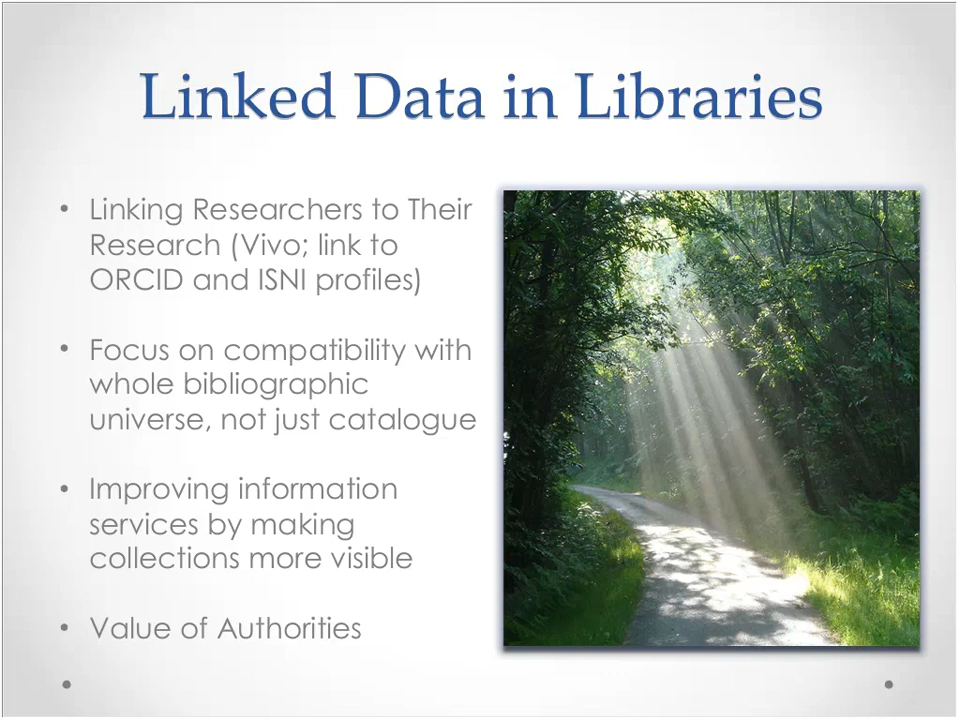 Linked Data in Libraries
• Linking Researchers to Their
Research (Vivo; link to
ORCID and ISNI profiles)
• Focus on compatibility with
whole bibliographic
universe, not just catalogue
• Improving information
services by making
collections more visible
• Value of Authorities